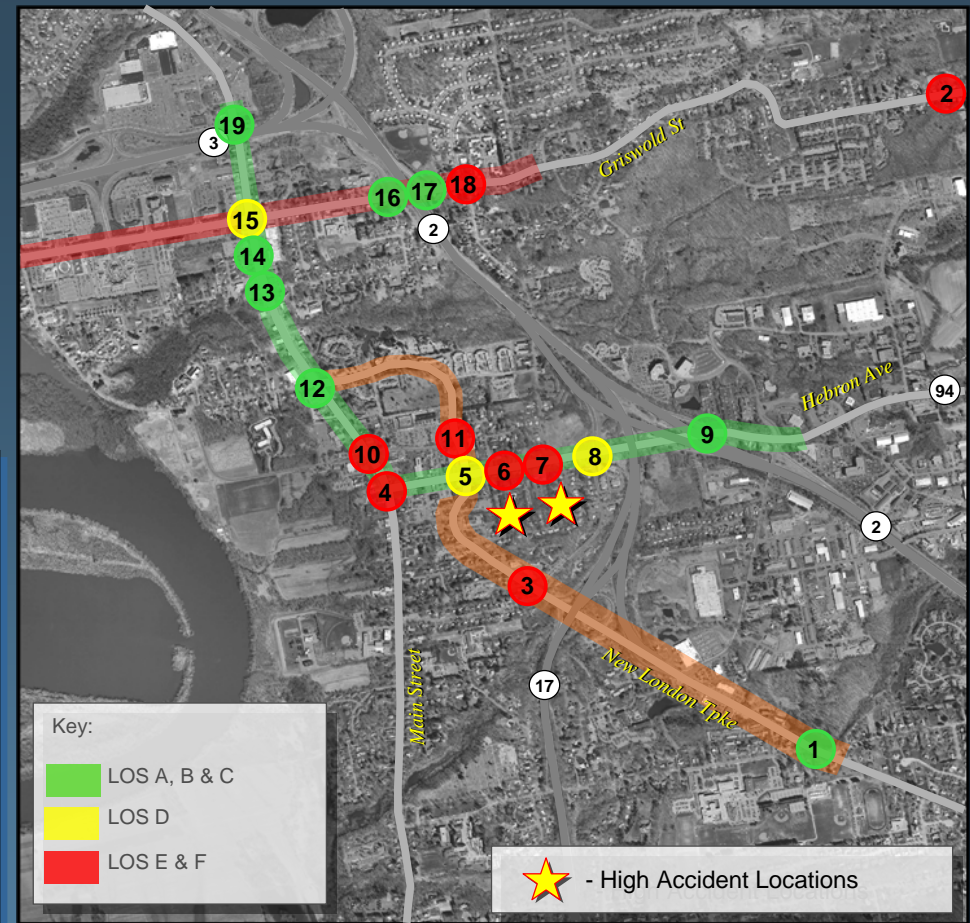 2
19
3
Griswold St
18
17
16
2
15
14
13
Hebron Ave
94
12
9
11
10
8
7
6
5
4
2
3
New London Tpke
Main Street
17
1
Key:
LOS A, B & C
LOS D
LOS E & F
- High Accident Locations